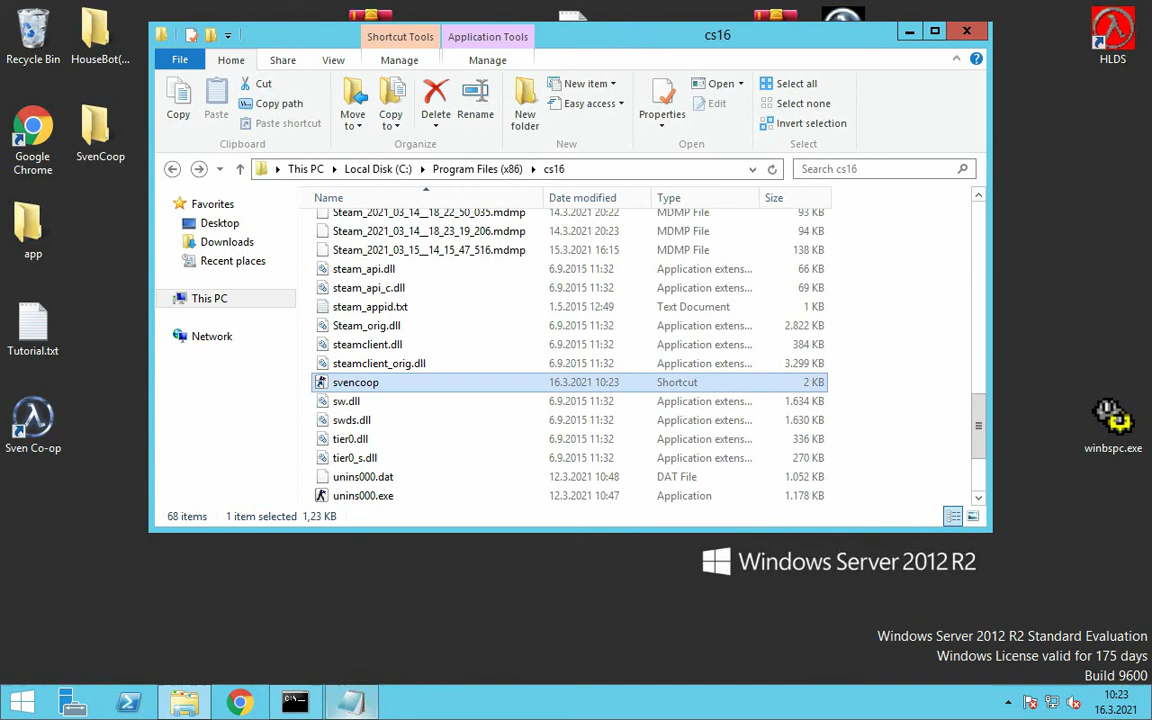 Recycle Bin
HouseBot(...
Google
Chrome
SvenCoop
app
Tutorial.txt
Sven Co-op
HLDS
winbspc.exe
Shortcut Tools
Application Tools
cs16
File
Home
Share
View
Manage
Manage
Copy
Paste
Cut
Copy path
Paste shortcut
Clipboard
Move
to
Copy
to
Delete
Rename
Organize
New
folder
New item
Easy access
New
Properties
Open
Edit
Open
Select all
Select none
Invert selection
Select
This PC
Local Disk (C:)
Program Files (x86)
cs16
Search cs16
Favorites
Desktop
Downloads
Recent places
This PC
Network
Name Date modified Type Size
Steam_2021_03_14__18_22_50_035.mdmp 14.3.2021 20:22 MDMP File 93 KB
Steam_2021_03_14__18_23_19_206.mdmp 14.3.2021 20:23 MDMP File 94 KB
Steam_2021_03_15__14_15_47_516.mdmp 15.3.2021 16:15 MDMP File 138 KB
steam_api.dll 6.9.2015 11:32 Application extens... 66 KB
steam_api_c.dll 6.9.2015 11:32 Application extens... 69 KB
steam_appid.txt 1.5.2015 12:49 Text Document 1 KB
Steam_orig.dll 6.9.2015 11:32 Application extens... 2.822 KB
steamclient.dll 6.9.2015 11:32 Application extens... 384 KB
steamclient_orig.dll 6.9.2015 11:32 Application extens... 3.299 KB
svencoop 16.3.2021 10:23 Shortcut 2 KB
sw.dll 6.9.2015 11:32 Application extens... 1.634 KB
swds.dll 6.9.2015 11:32 Application extens... 1.630 KB
tier0.dll 6.9.2015 11:32 Application extens... 336 KB
tier0_s.dll 6.9.2015 11:32 Application extens... 270 KB
unins000.dat 12.3.2021 10:48 DAT File 1.052 KB
unins000.exe 12.3.2021 10:47 Application 1.178 KB
68 items 1 item selected 1,23 KB
Windows Server 2012 R2
Windows Server 2012 R2 Standard Evaluation
Windows License valid for 175 days
Build 9600
10:23
16.3.2021